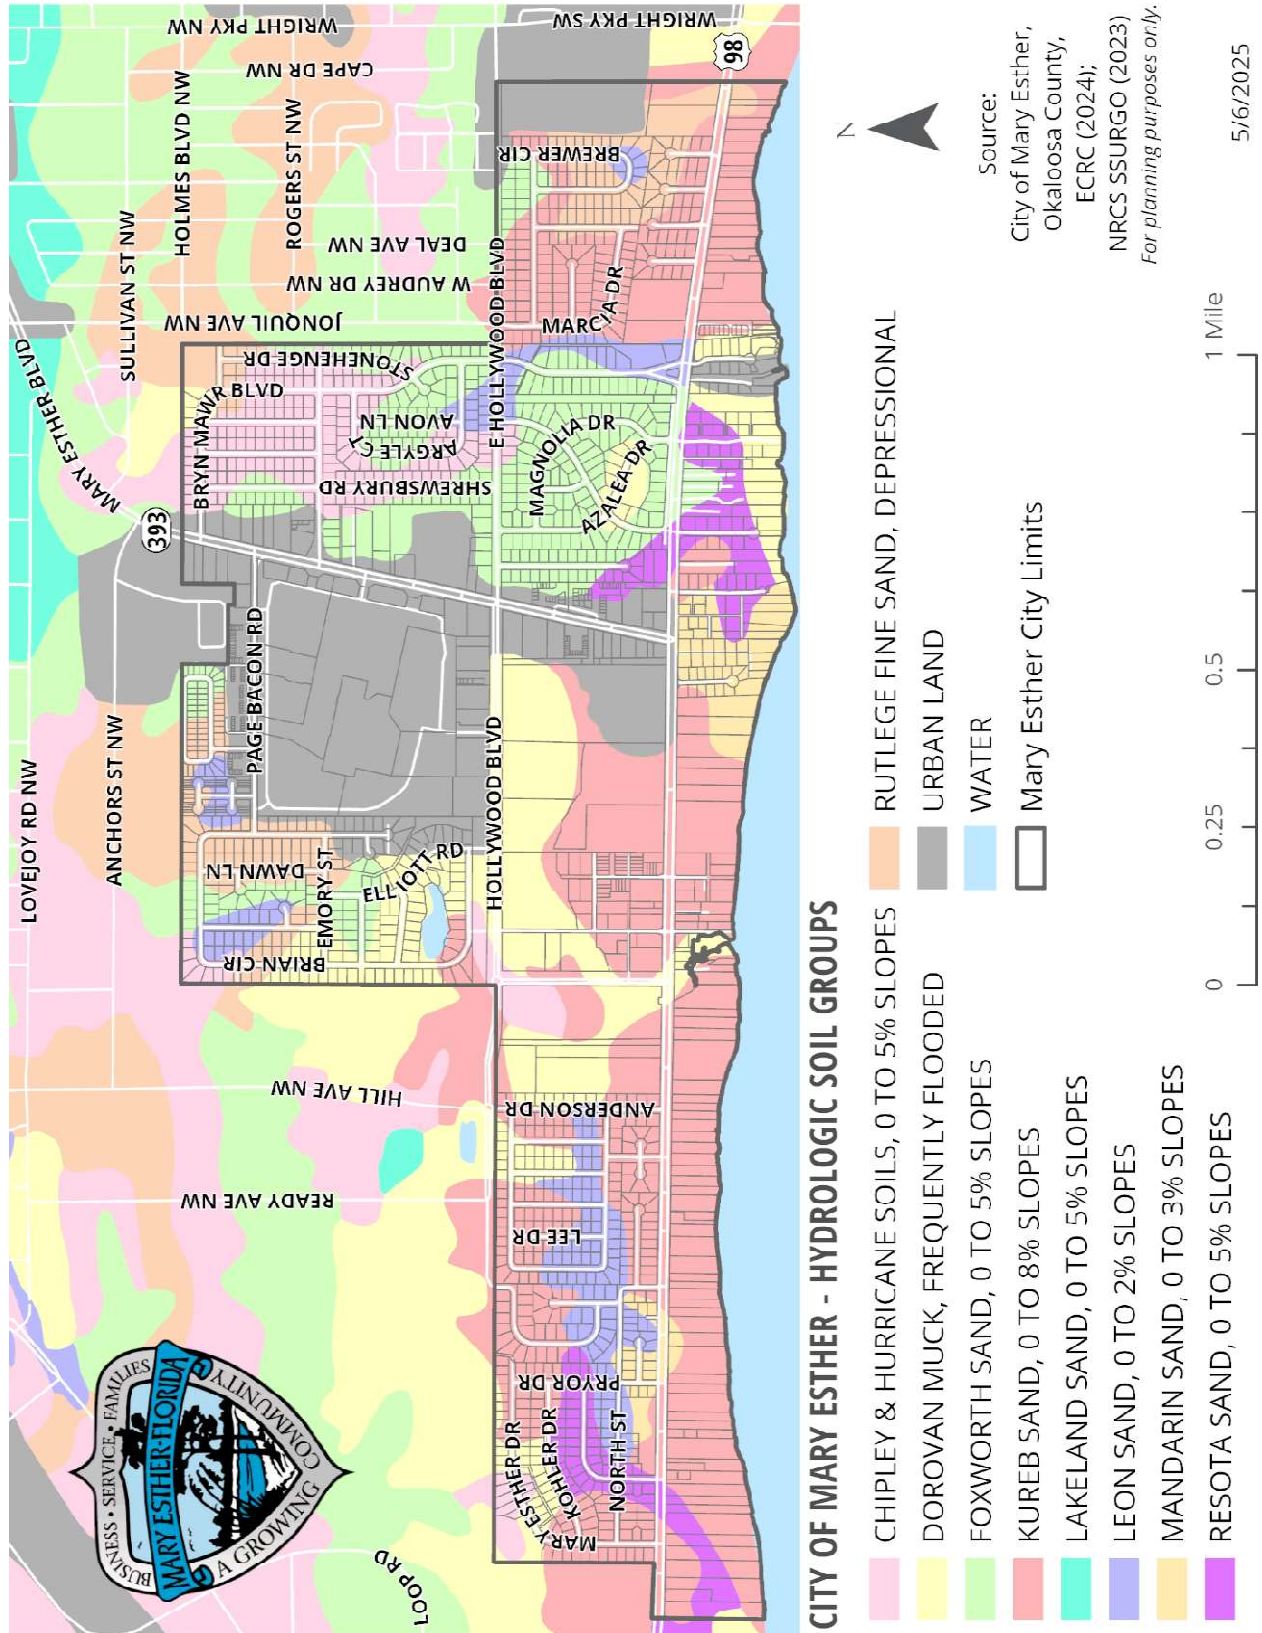 BUSINESS • SERVICE • FAMILIES
MARY ESTHER-FLORIDA
A GROWING COMMUNITY
LOVEJOY RD NW
ANCHORS ST NW
MARY ESTHER BLVD
SULLIVAN ST NW
HOLMES BLVD NW
ROGERS ST NW
WRIGHT PKY NW
CAPE DR NW
DEAL AVE NW
W AUDREY DR NW
JONQUIL AVE NW
393
BRYN MAWR BLVD
STONEHENGE DR
AVON LN
ARGYLE CT
SHREWSBURY RD
PAGE BACON RD
DAWN LN
EMORY ST
ELLIOTT RD
BRIAN CIR
HILL AVE NW
READY AVE NW
LOOP RD
HOLLYWOOD BLVD
E HOLLYWOOD BLVD
WRIGHT PKY SW
BREWER CIR
98
MARCIA DR
MAGNOLIA DR
AZALEA DR
ANDERSON DR
LEE DR
PRYOR DR
MARY ESTHER DR
KOHLER DR
NORTH ST
MARY
CITY OF MARY ESTHER - HYDROLOGIC SOIL GROUPS
CHIPLEY & HURRICANE SOILS, 0 TO 5% SLOPES
DOROVAN MUCK, FREQUENTLY FLOODED
FOXWORTH SAND, 0 TO 5% SLOPES
KUREB SAND, 0 TO 8% SLOPES
LAKELAND SAND, 0 TO 5% SLOPES
LEON SAND, 0 TO 2% SLOPES
MANDARIN SAND, 0 TO 3% SLOPES
RESOTA SAND, 0 TO 5% SLOPES
RUTLEGE FINE SAND, DEPRESSIONAL
URBAN LAND
WATER
Mary Esther City Limits
0 0.25 0.5 1 Mile
N
Source:
City of Mary Esther,
Okaloosa County,
ECRC (2024);
NRCS SSURGO (2023)
For planning purposes only.
5/6/2025